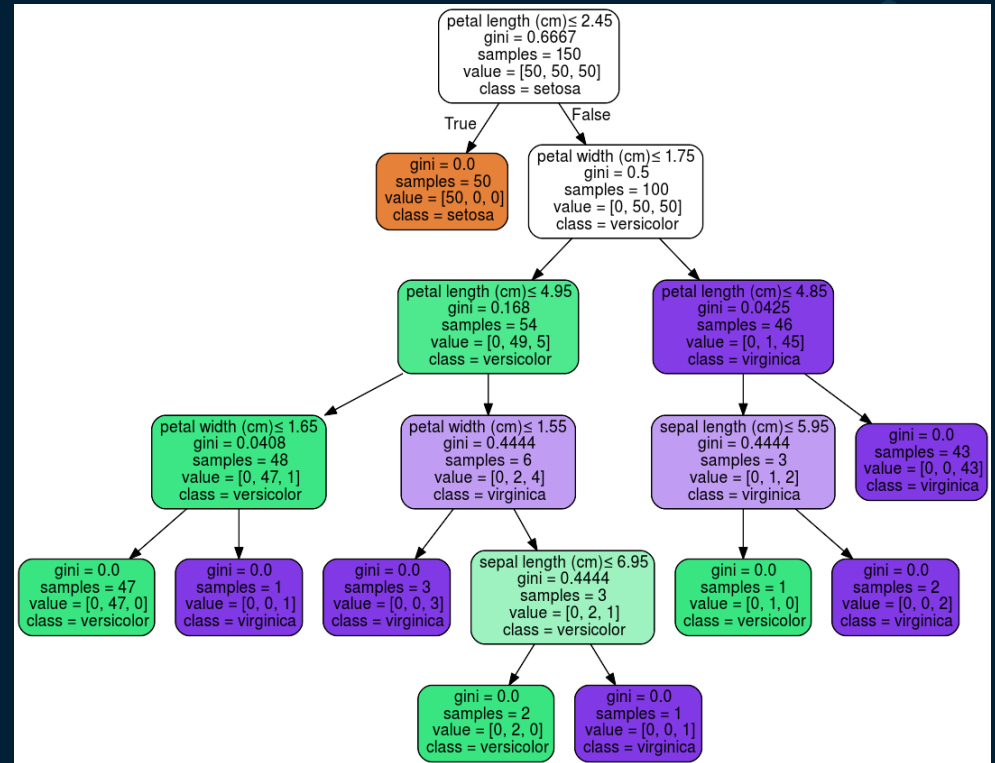 petal length (cm)≤ 2.45
gini = 0.6667
samples = 150
value = [50, 50, 50]
class = setosa
True
False
gini = 0.0
samples = 50
value = [50, 0, 0]
class = setosa
petal width (cm)≤ 1.75
gini = 0.5
samples = 100
value = [0, 50, 50]
class = versicolor
petal length (cm)≤ 4.95
gini = 0.168
samples = 54
value = [0, 49, 5]
class = versicolor
petal length (cm)≤ 4.85
gini = 0.0425
samples = 46
value = [0, 1, 45]
class = virginica
petal width (cm)≤ 1.65
gini = 0.0408
samples = 48
value = [0, 47, 1]
class = versicolor
petal width (cm)≤ 1.55
gini = 0.4444
samples = 6
value = [0, 2, 4]
class = virginica
sepal length (cm)≤ 5.95
gini = 0.4444
samples = 3
value = [0, 1, 2]
class = virginica
gini = 0.0
samples = 43
value = [0, 0, 43]
class = virginica
gini = 0.0
samples = 47
value = [0, 47, 0]
class = versicolor
gini = 0.0
samples = 1
value = [0, 0, 1]
class = virginica
gini = 0.0
samples = 3
value = [0, 0, 3]
class = virginica
sepal length (cm)≤ 6.95
gini = 0.4444
samples = 3
value = [0, 2, 1]
class = versicolor
gini = 0.0
samples = 1
value = [0, 1, 0]
class = versicolor
gini = 0.0
samples = 2
value = [0, 0, 2]
class = virginica
gini = 0.0
samples = 2
value = [0, 2, 0]
class = versicolor
gini = 0.0
samples = 1
value = [0, 0, 1]
class = virginica